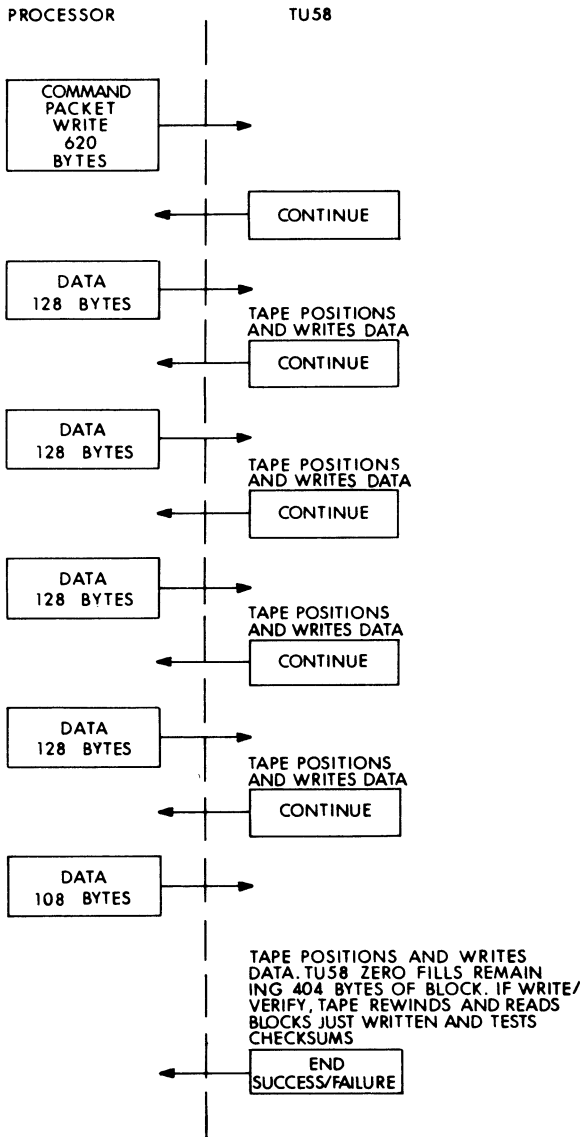 PROCESSOR TU58
COMMAND
PACKET
WRITE
620
BYTES
CONTINUE
DATA
128 BYTES
TAPE POSITIONS
AND WRITES DATA
CONTINUE
DATA
128 BYTES
TAPE POSITIONS
AND WRITES DATA
CONTINUE
DATA
128 BYTES
TAPE POSITIONS
AND WRITES DATA
CONTINUE
DATA
128 BYTES
TAPE POSITIONS
AND WRITES DATA
CONTINUE
DATA
108 BYTES
TAPE POSITIONS AND WRITES
DATA. TU58 ZERO FILLS REMAIN
ING 404 BYTES OF BLOCK. IF WRITE/
VERIFY, TAPE REWINDS AND READS
BLOCKS JUST WRITTEN AND TESTS
CHECKSUMS
END
SUCCESS/FAILURE